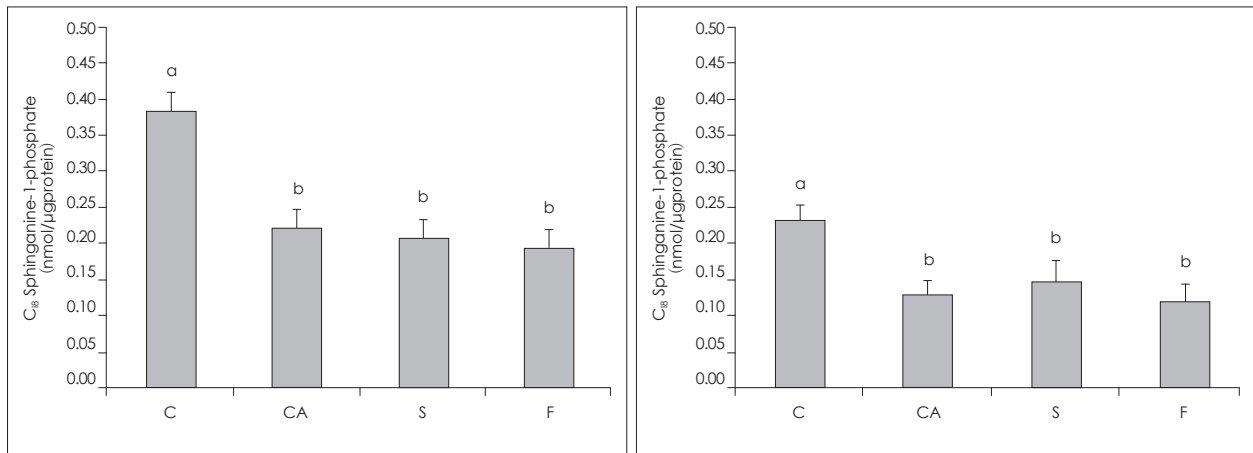 C₁₈ Sphinganine-1-phosphate
(nmol/µgprotein)
0.50
0.45
0.40
0.35
0.30
0.25
0.20
0.15
0.10
0.05
0.00
a
b
b
b
C CA S F
C₁₈ Sphinganine-1-phosphate
(nmol/µgprotein)
0.50
0.45
0.40
0.35
0.30
0.25
0.20
0.15
0.10
0.05
0.00
a
b
b
b
C CA S F